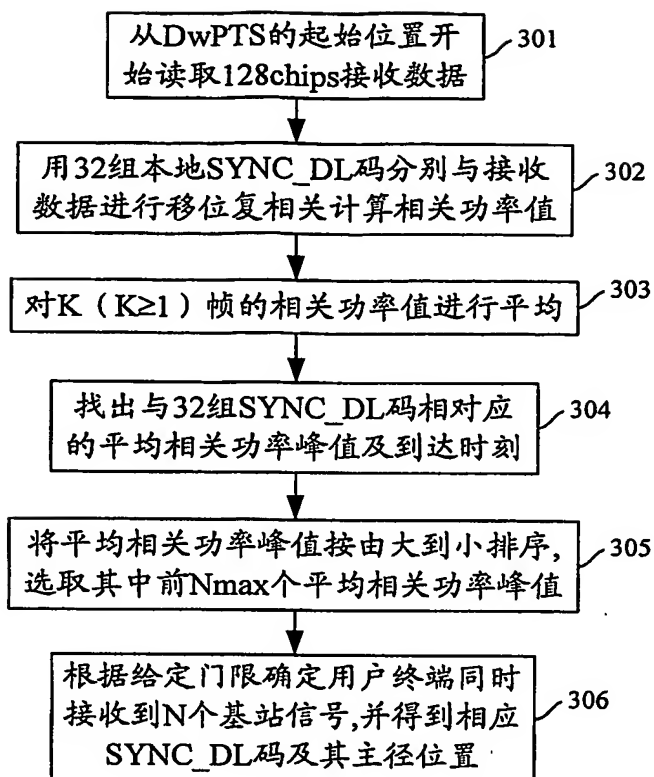 从DwPTS的起始位置开
始读取128chips接收数据
301
用32组本地SYNC_DL码分别与接收
数据进行移位复相关计算相关功率值
302
对K（K≥1）帧的相关功率值进行平均
303
找出与32组SYNC_DL码相对应
的平均相关功率峰值及到达时刻
304
将平均相关功率峰值按由大到小排序,
选取其中前Nmax个平均相关功率峰值
305
根据给定门限确定用户终端同时
接收到N个基站信号,并得到相应
SYNC_DL码及其主径位置
306